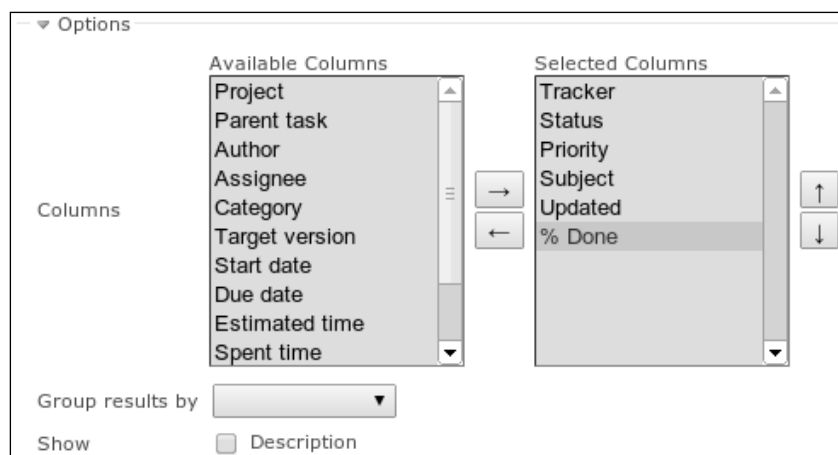 Options
Available Columns
Project
Parent task
Author
Assignee
Category
Target version
Start date
Due date
Estimated time
Spent time
Columns
Selected Columns
Tracker
Status
Priority
Subject
Updated
% Done
Group results by
Show
Description